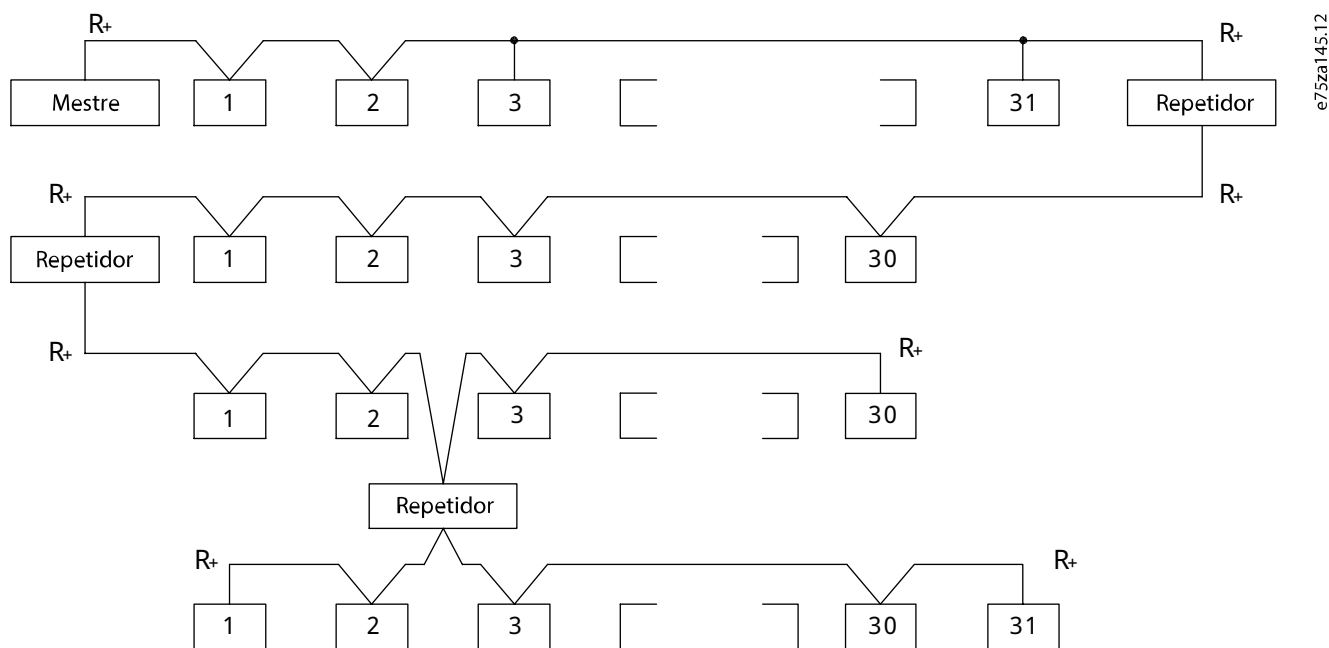 R+ R+
Mestre 1 2 3 31 Repetidor
e75za145.12
R+ R+
Repetidor 1 2 3 30
R+ R+
1 2 3 30
Repetidor
R+ R+
1 2 3 30 31